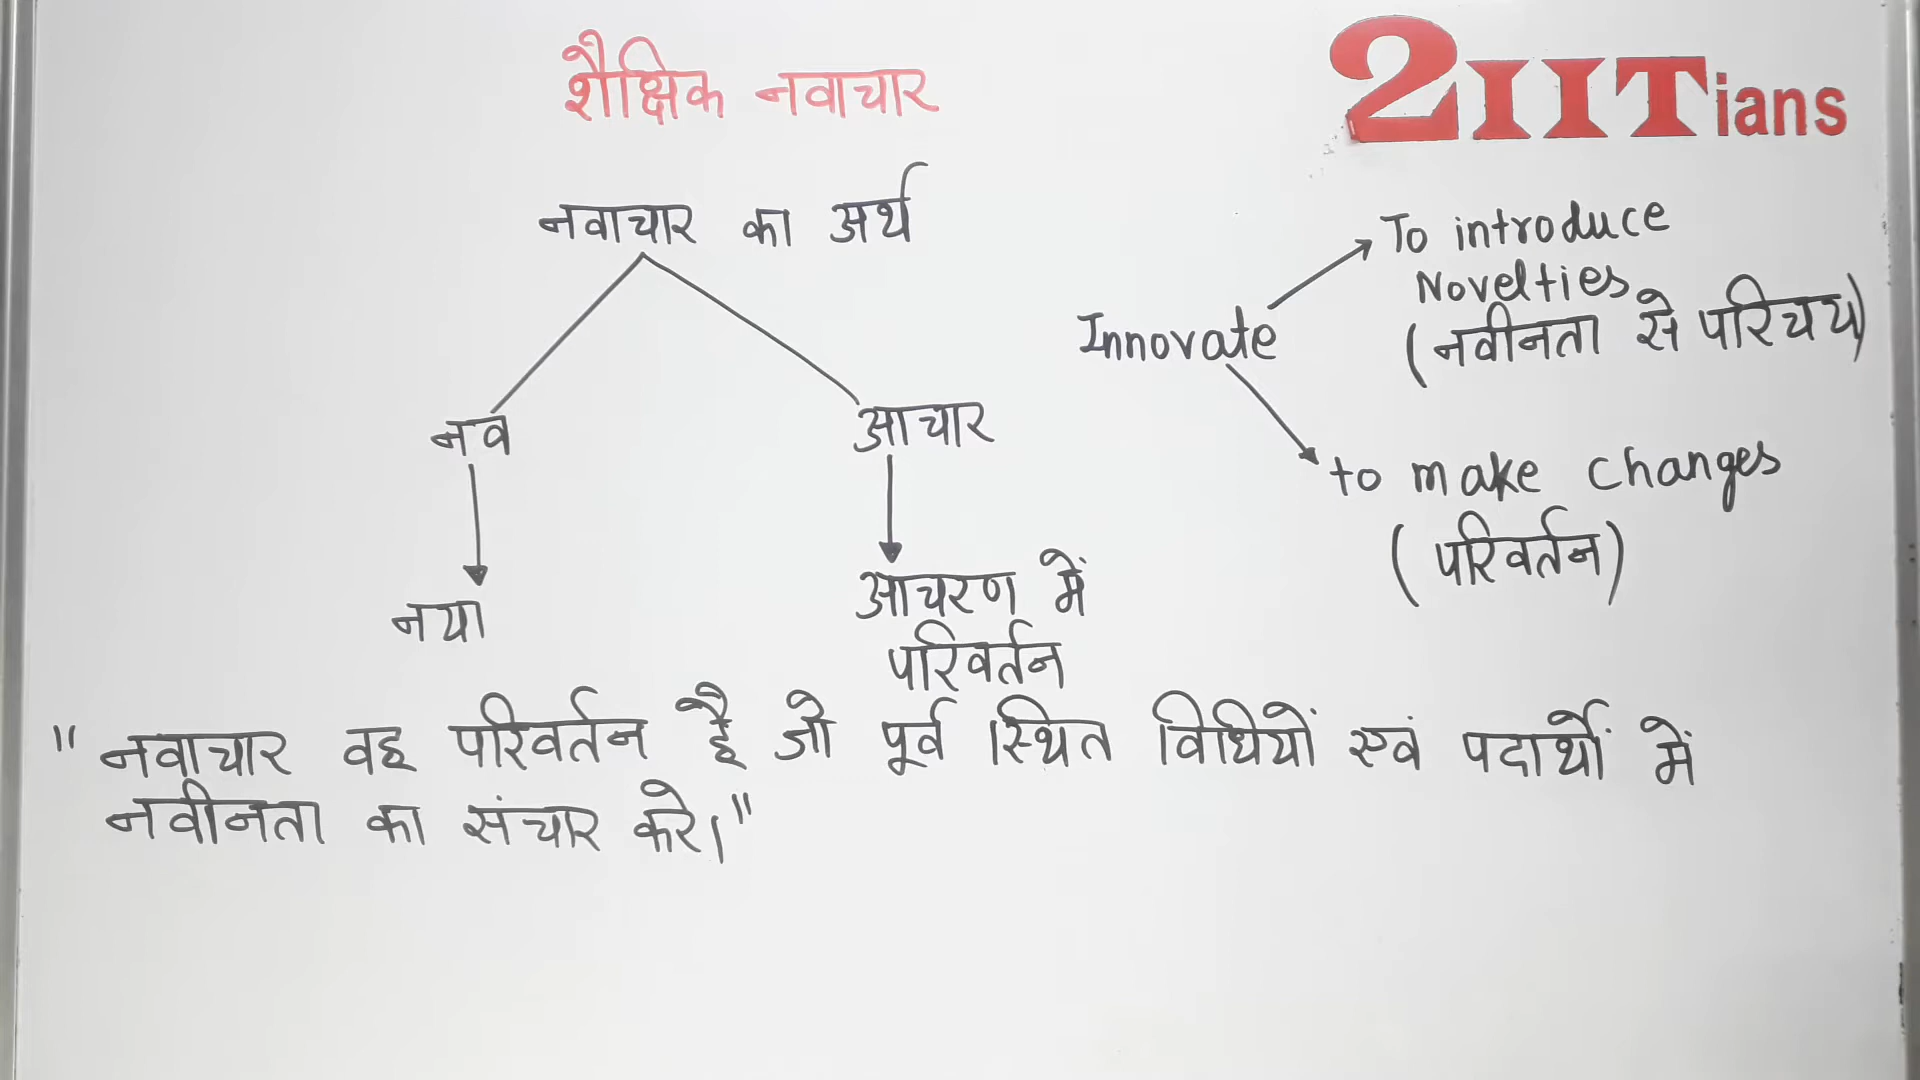 शैक्षिक नवाचार
2IITians
नवाचार का अर्थ
नव
आचार
नया
आचरण में
परिवर्तन
Innovate
To introduce
Novelties
(नवीनता से परिचय)
to make changes
(परिवर्तन)
"नवाचार वह परिवर्तन है जो पूर्व स्थित विधियों एवं पदार्थों में
नवीनता का संचार करे।"